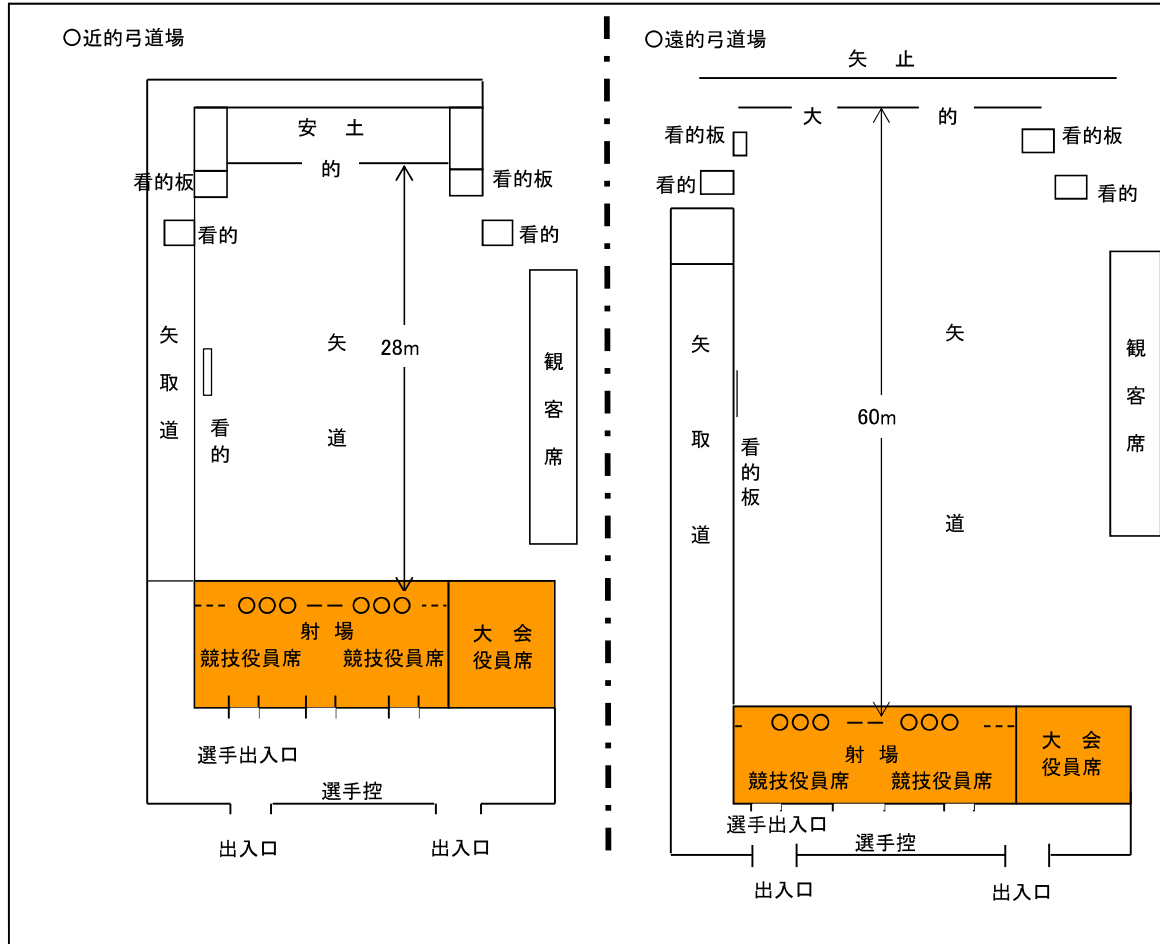 ○近的弓道場
安 土
的
看的板
看的板
看的
看的
矢取道
矢道
28m
看的
観客席
射 場
競技役員席 競技役員席
大 会
役員席
選手出入口
選手控
出入口
出入口
○遠的弓道場
矢 止
大 的
看的板
看的板
看的
看的
矢取道
矢道
60m
看的板
観客席
射 場
競技役員席 競技役員席
大 会
役員席
選手出入口
選手控
出入口
出入口